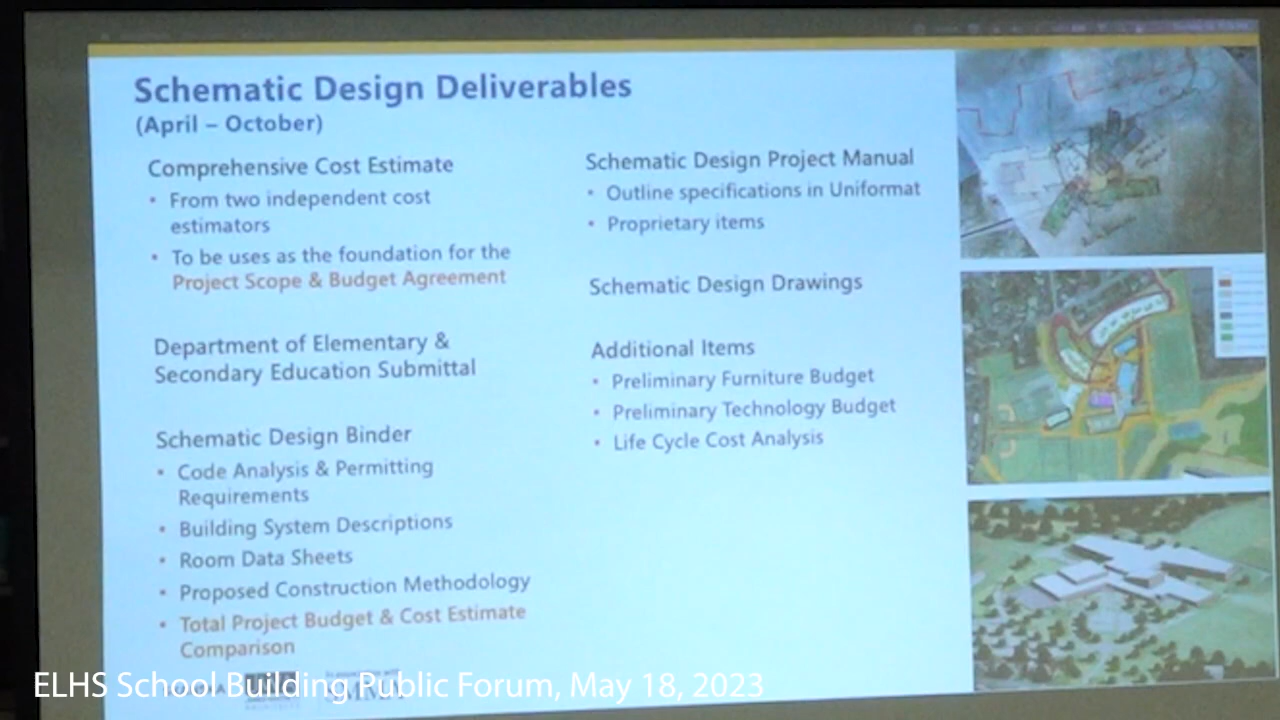 Schematic Design Deliverables
(April – October)
Comprehensive Cost Estimate
• From two independent cost
estimators
• To be uses as the foundation for the
Project Scope & Budget Agreement
Department of Elementary &
Secondary Education Submittal
Schematic Design Binder
• Code Analysis & Permitting
Requirements
• Building System Descriptions
• Room Data Sheets
• Proposed Construction Methodology
• Total Project Budget & Cost Estimate
Comparison
Schematic Design Project Manual
• Outline specifications in Uniformat
• Proprietary items
Schematic Design Drawings
Additional Items
• Preliminary Furniture Budget
• Preliminary Technology Budget
• Life Cycle Cost Analysis
ELHS School Building Public Forum, May 18, 2023